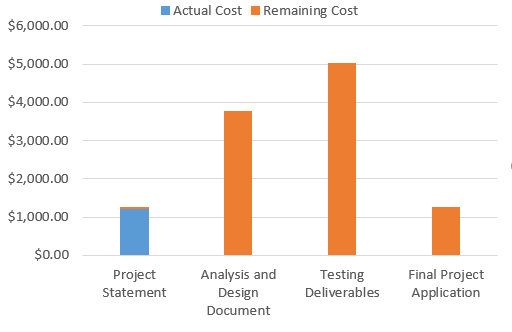 Actual Cost Remaining Cost
$6,000.00
$5,000.00
$4,000.00
$3,000.00
$2,000.00
$1,000.00
$0.00
Project
Statement
Analysis and
Design
Document
Testing
Deliverables
Final Project
Application